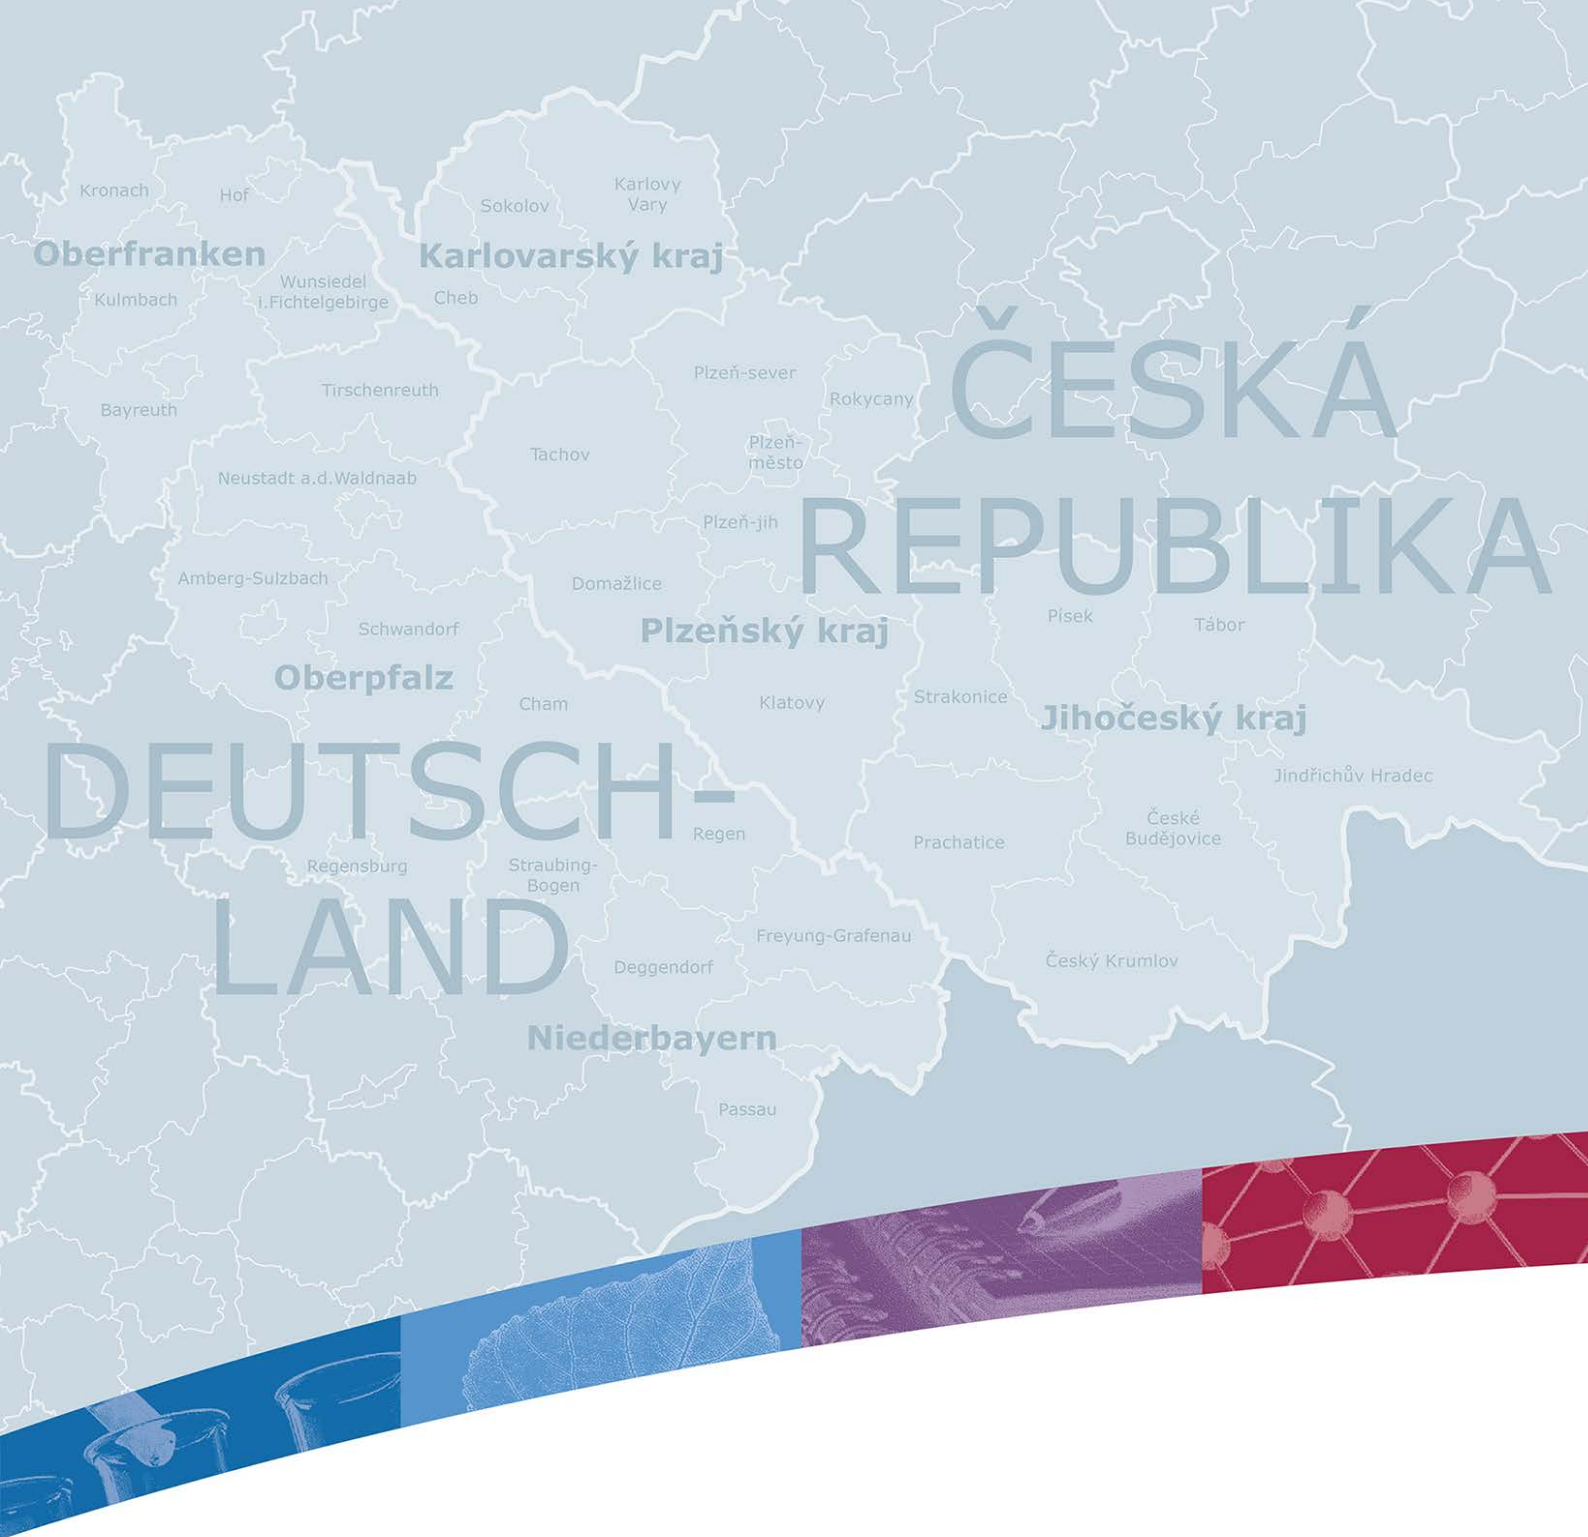 Kronach
Hof
Sokolov
Karlovy
Vary
Oberfranken
Karlovarský kraj
Kulmbach
Wunsiedel
i.Fichtelgebirge
Cheb
ČESKÁ
REPUBLIKA
Bayreuth
Tirschenreuth
Plzeň-sever
Rokycany
Tachov
Plzeň-
město
Neustadt a.d.Waldnaab
Plzeň-jih
Amberg-Sulzbach
Domažlice
Schwandorf
Plzeňský kraj
Písek
Tábor
Oberpfalz
Cham
Klatovy
Strakonice
Jihočeský kraj
DEUTSCH-
LAND
Jindřichův Hradec
Regen
Prachatice
České
Budějovice
Regensburg
Straubing-
Bogen
Freyung-Grafenau
Deggendorf
Český Krumlov
Niederbayern
Passau